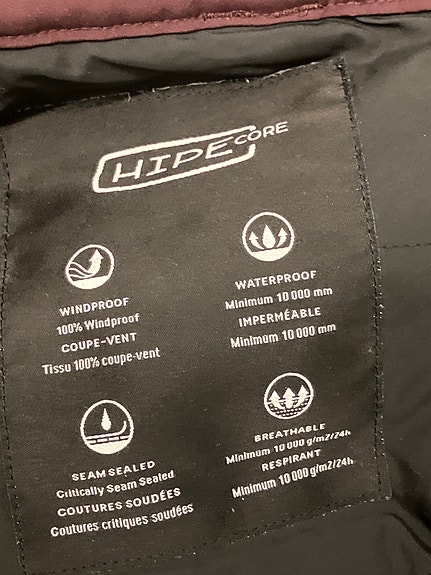 HIPE CORE
WINDPROOF
100% Windproof
COUPE-VENT
Tissu 100% coupe-vent
WATERPROOF
Minimum 10 000 mm
IMPERMÉABLE
Minimum 10 000 mm
SEAM SEALED
Critically Seam Sealed
COUTURES SOUDÉES
Coutures critiques soudées
BREATHABLE
Minimum 10 000 g/m2/24h
RESPIRANT
Minimum 10 000 g/m2/24h